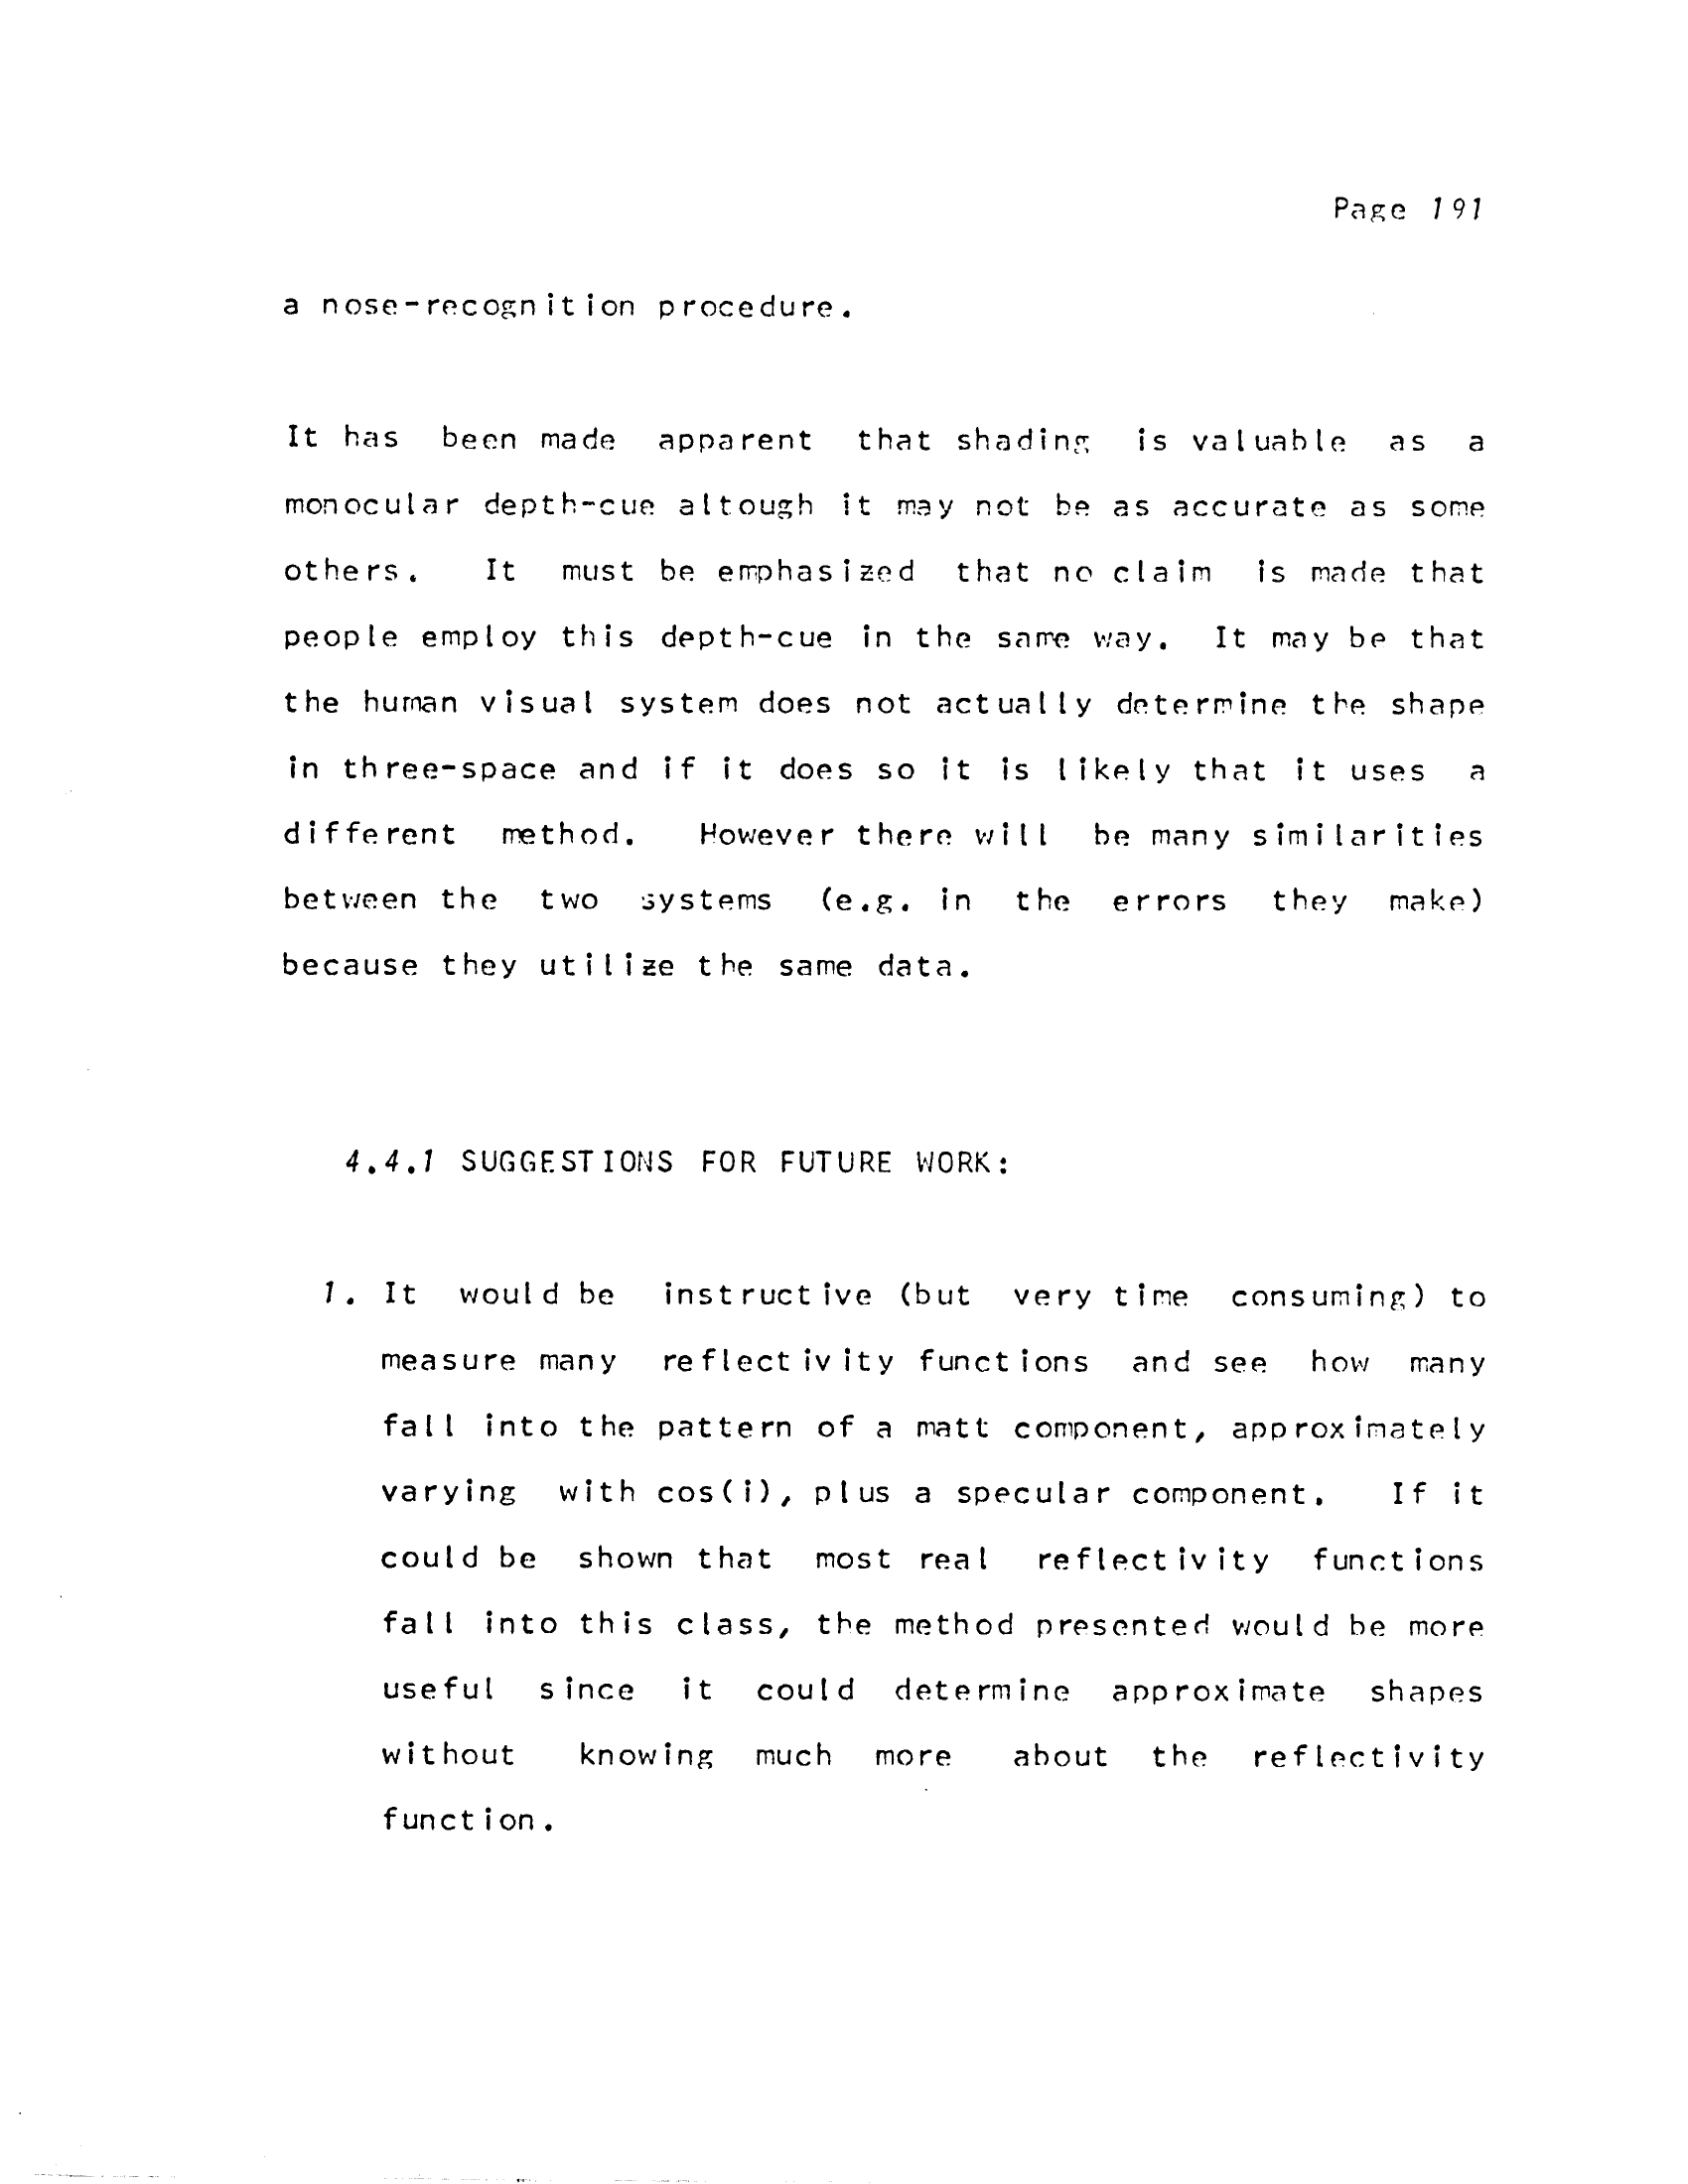 Page 191
a nose-recognition procedure.
It has been made apparent that shading is valuable as a
monocular depth-cue altough it may not be as accurate as some
others. It must be emphasized that no claim is made that
people employ this depth-cue in the same way. It may be that
the human visual system does not actually determine the shape
in three-space and if it does so it is likely that it uses a
different method. However there will be many similarities
between the two systems (e.g. in the errors they make)
because they utilize the same data.
4.4.1 SUGGESTIONS FOR FUTURE WORK:
1. It would be instructive (but very time consuming) to
measure many reflectivity functions and see how many
fall into the pattern of a matt component, approximately
varying with cos(i), plus a specular component. If it
could be shown that most real reflectivity functions
fall into this class, the method presented would be more
useful since it could determine approximate shapes
without knowing much more about the reflectivity
function.